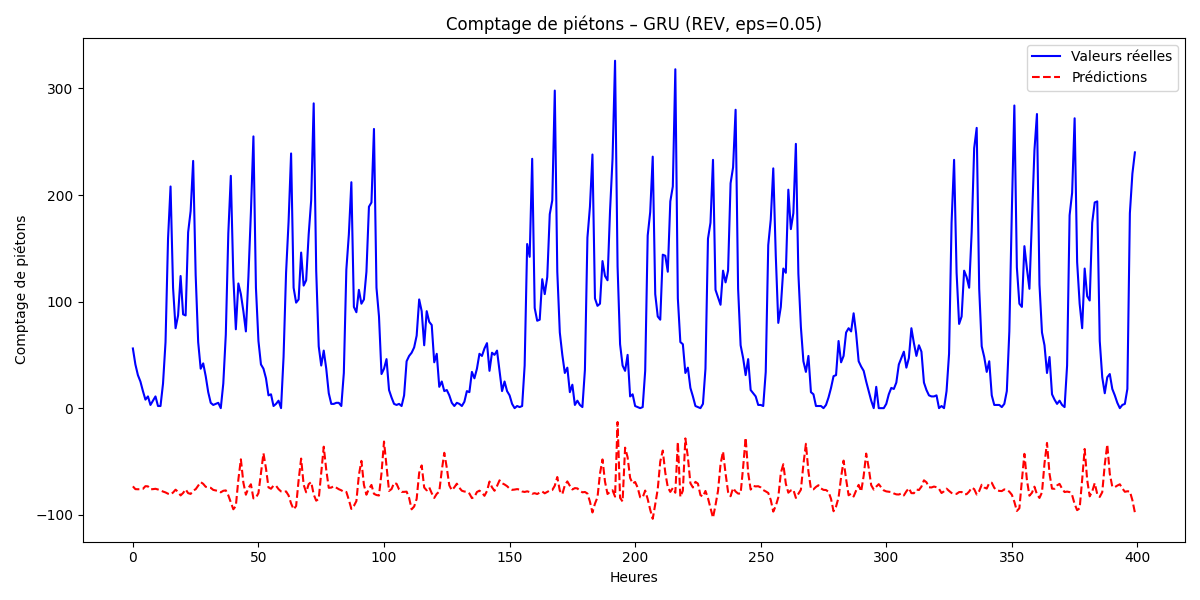 Comptage de piétons – GRU (REV, eps=0.05)
Valeurs réelles
Prédictions
Comptage de piétons
300
200
100
0
−100
0 50 100 150 200 250 300 350 400
Heures